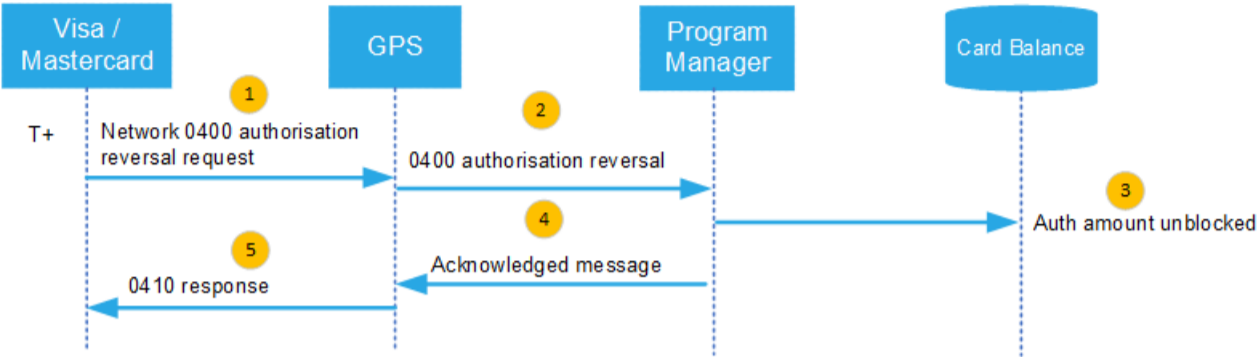 Visa /
Mastercard
GPS
Program
Manager
Card Balance
1
2
T+
Network 0400 authorisation
reversal request
0400 authorisation reversal
3
4
Auth amount unblocked
5
Acknowledged message
0410 response